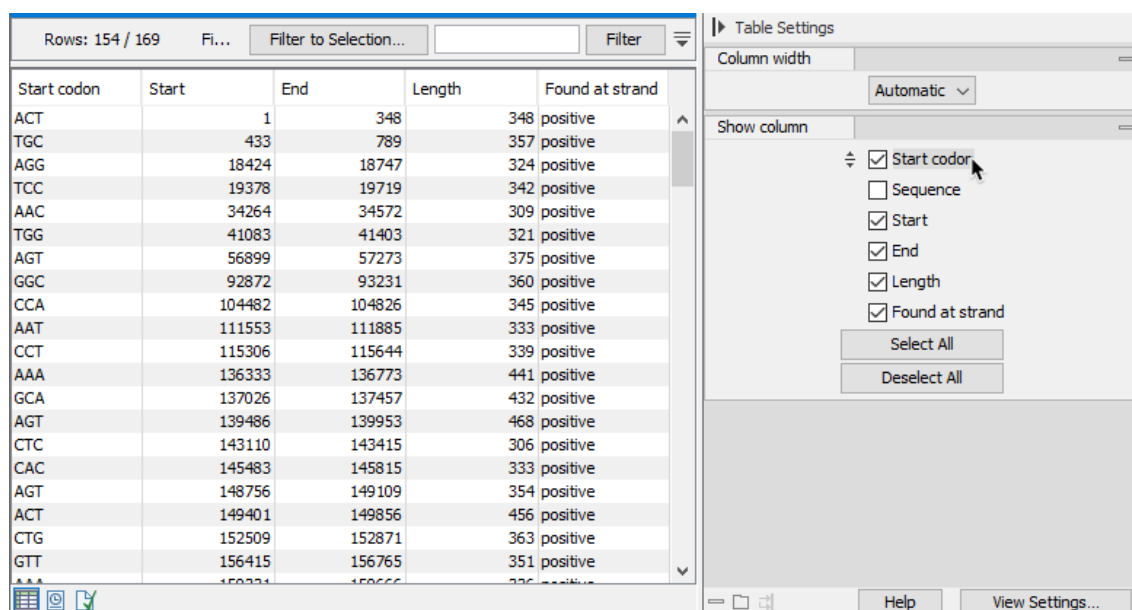 Rows: 154 / 169 Fi... Filter to Selection... Filter
Start codon Start End Length Found at strand
ACT 1 348 348 positive
TGC 433 789 357 positive
AGG 18424 18747 324 positive
TCC 19378 19719 342 positive
AAC 34264 34572 309 positive
TGG 41083 41403 321 positive
AGT 56899 57273 375 positive
GGC 92872 93231 360 positive
CCA 104482 104826 345 positive
AAT 111553 111885 333 positive
CCT 115306 115644 339 positive
AAA 136333 136773 441 positive
GCA 137026 137457 432 positive
AGT 139486 139953 468 positive
CTC 143110 143415 306 positive
CAC 145483 145815 333 positive
AGT 148756 149109 354 positive
ACT 149401 149856 456 positive
CTG 152509 152871 363 positive
GTT 156415 156765 351 positive
Table Settings
Column width
Automatic
Show column
Start codon
Sequence
Start
End
Length
Found at strand
Select All
Deselect All
Help View Settings...